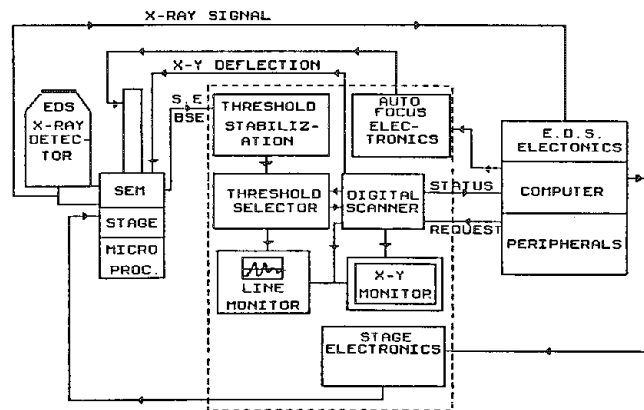 X-RAY SIGNAL
X-Y DEFLECTION
S.E
BSE
EDS
X-RAY
DETEC-
TOR
THRESHOLD
STABILIZ-
ATION
AUTO
FOCUS
ELEC-
TRONICS
E.D.S.
ELECTONICS
SEM
STAGE
MICRO
PROC.
THRESHOLD
SELECTOR
DIGITAL
SCANNER
STATUS
REQUEST
COMPUTER
PERIPHERALS
LINE
MONITOR
X-Y
MONITOR
STAGE
ELECTRONICS